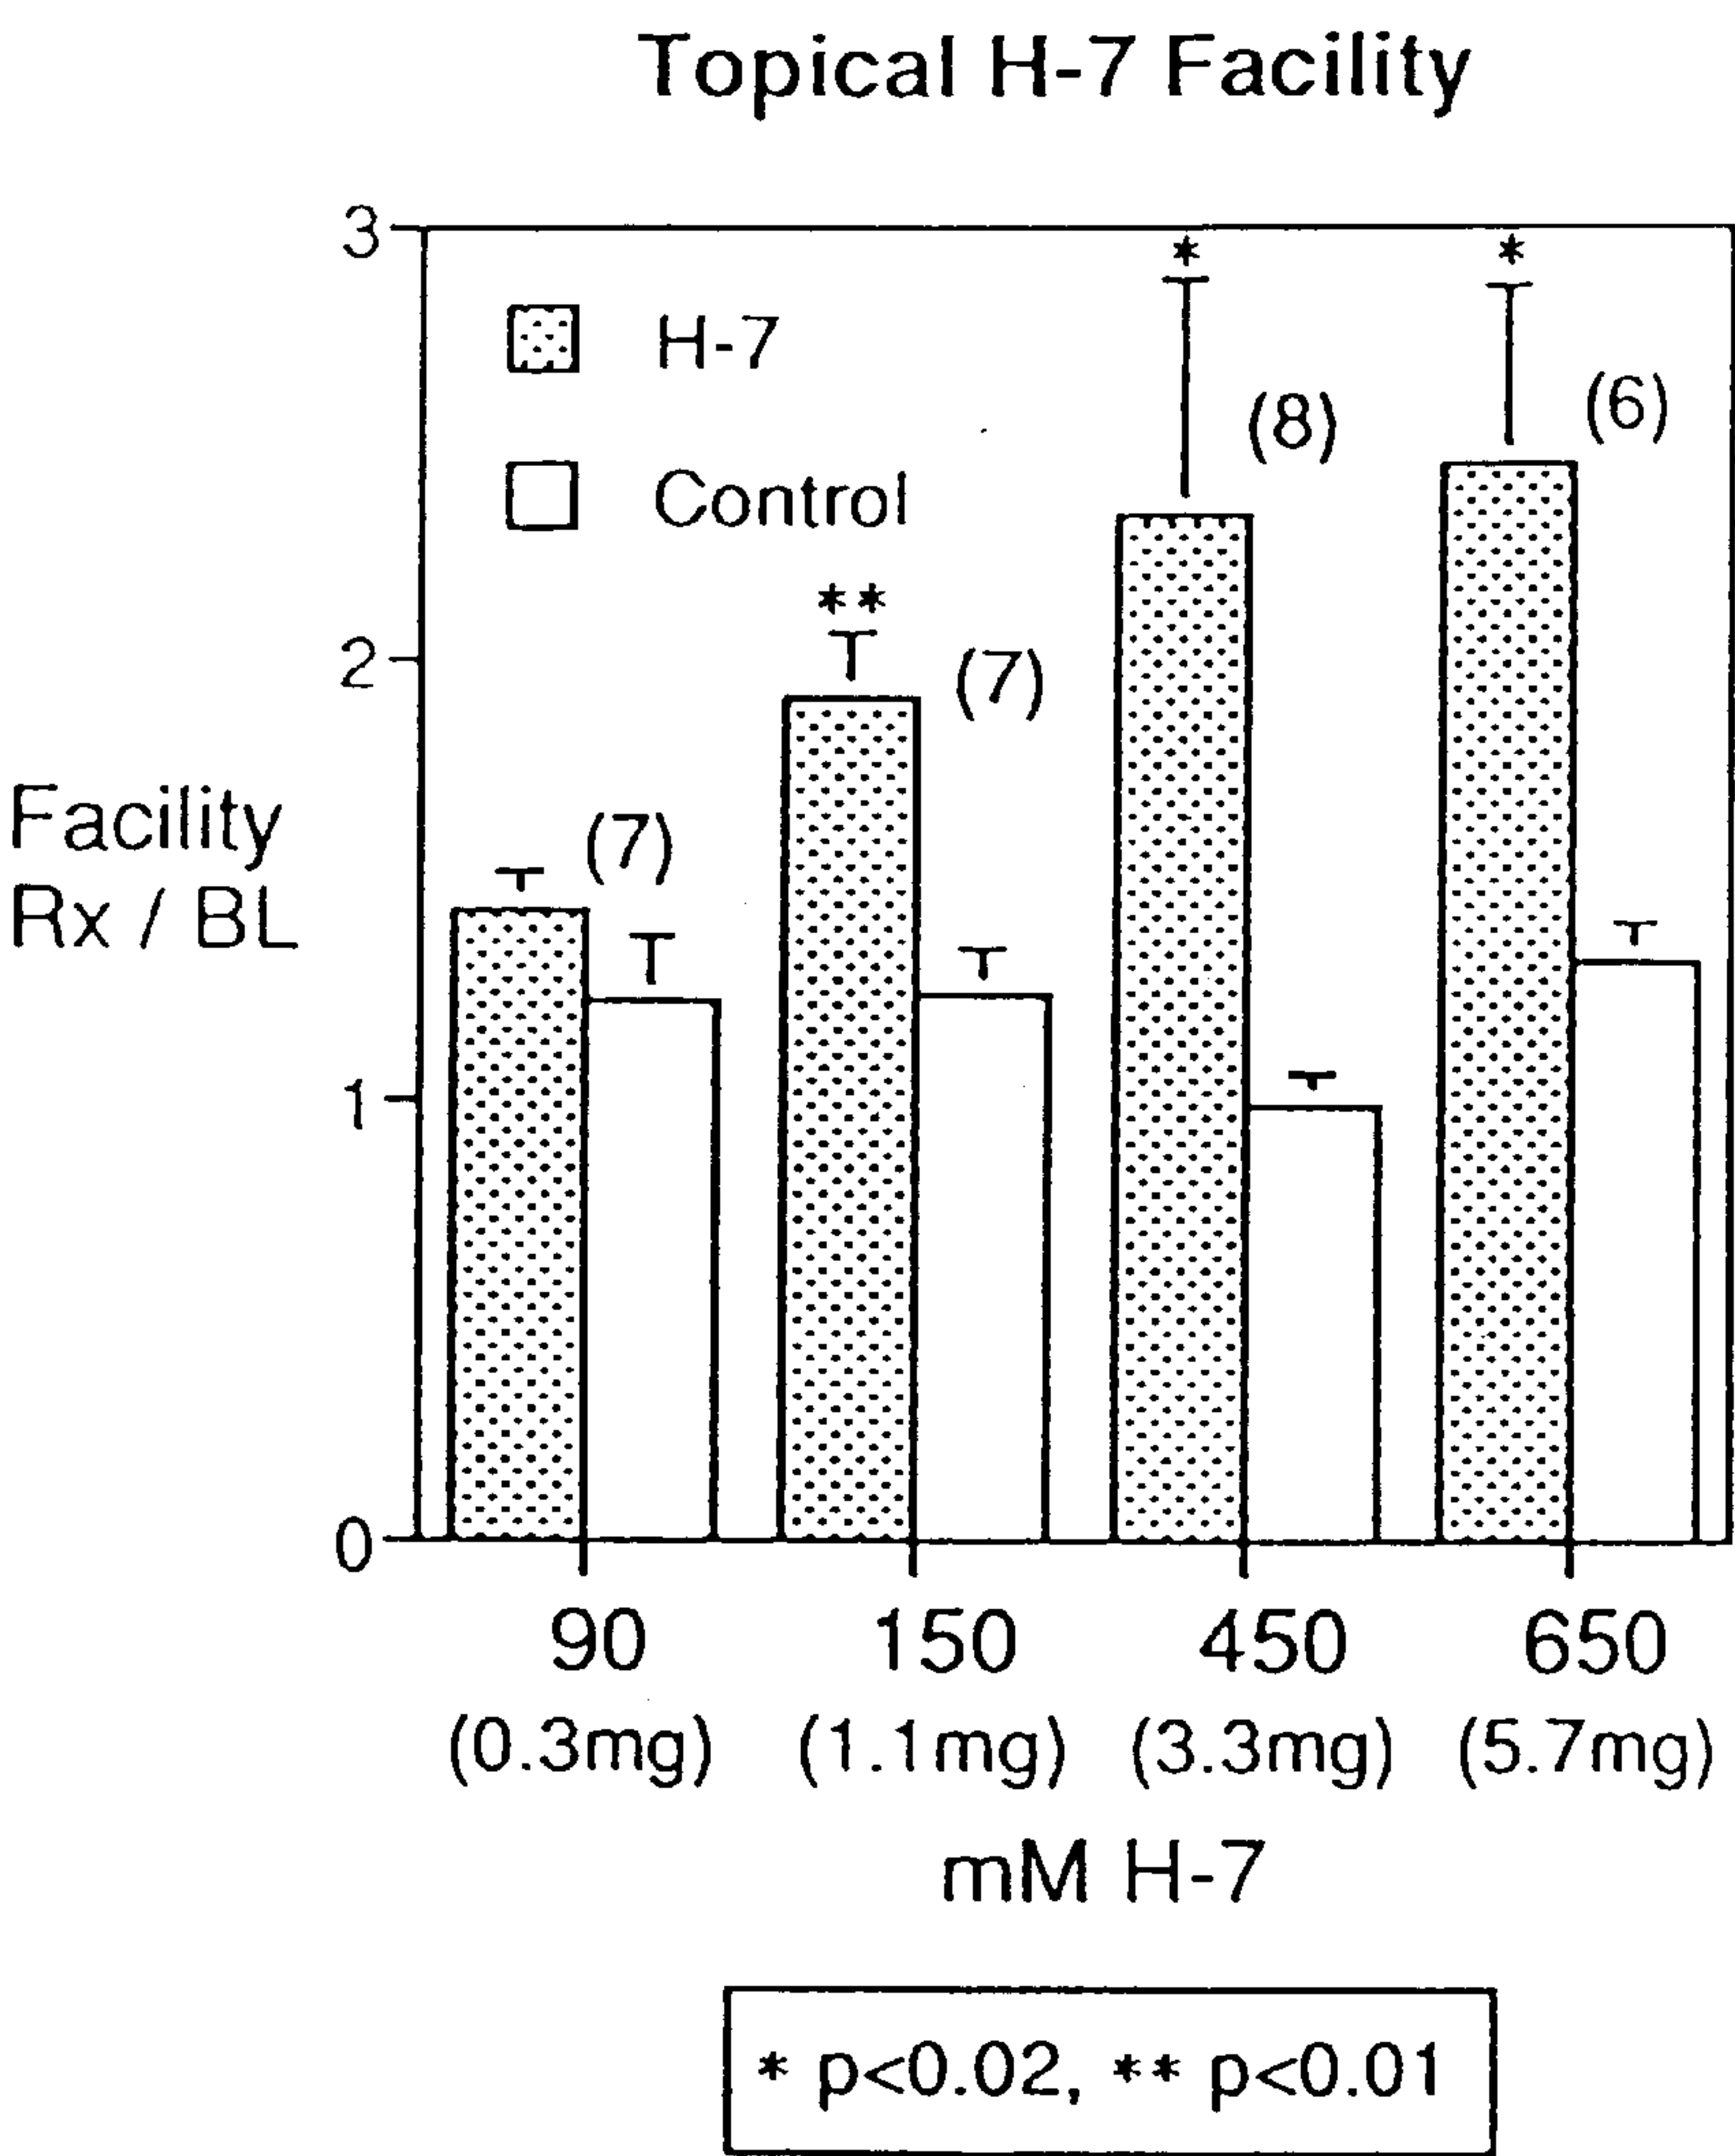 Topical H-7 Facility
3
H-7
Control
* *
(8) (6)
2
**
(7)
Facility
Rx / BL
(7)
1
0
90 150 450 650
(0.3mg) (1.1mg) (3.3mg) (5.7mg)
mM H-7
* p<0.02, ** p<0.01